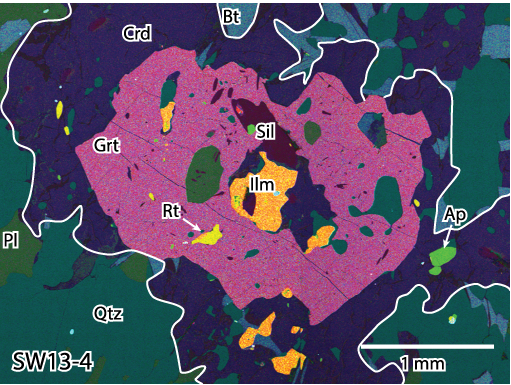 Bt
Crd
Sil
Grt
Ilm
Rt
Ap
Pl
Qtz
SW13-4
1 mm